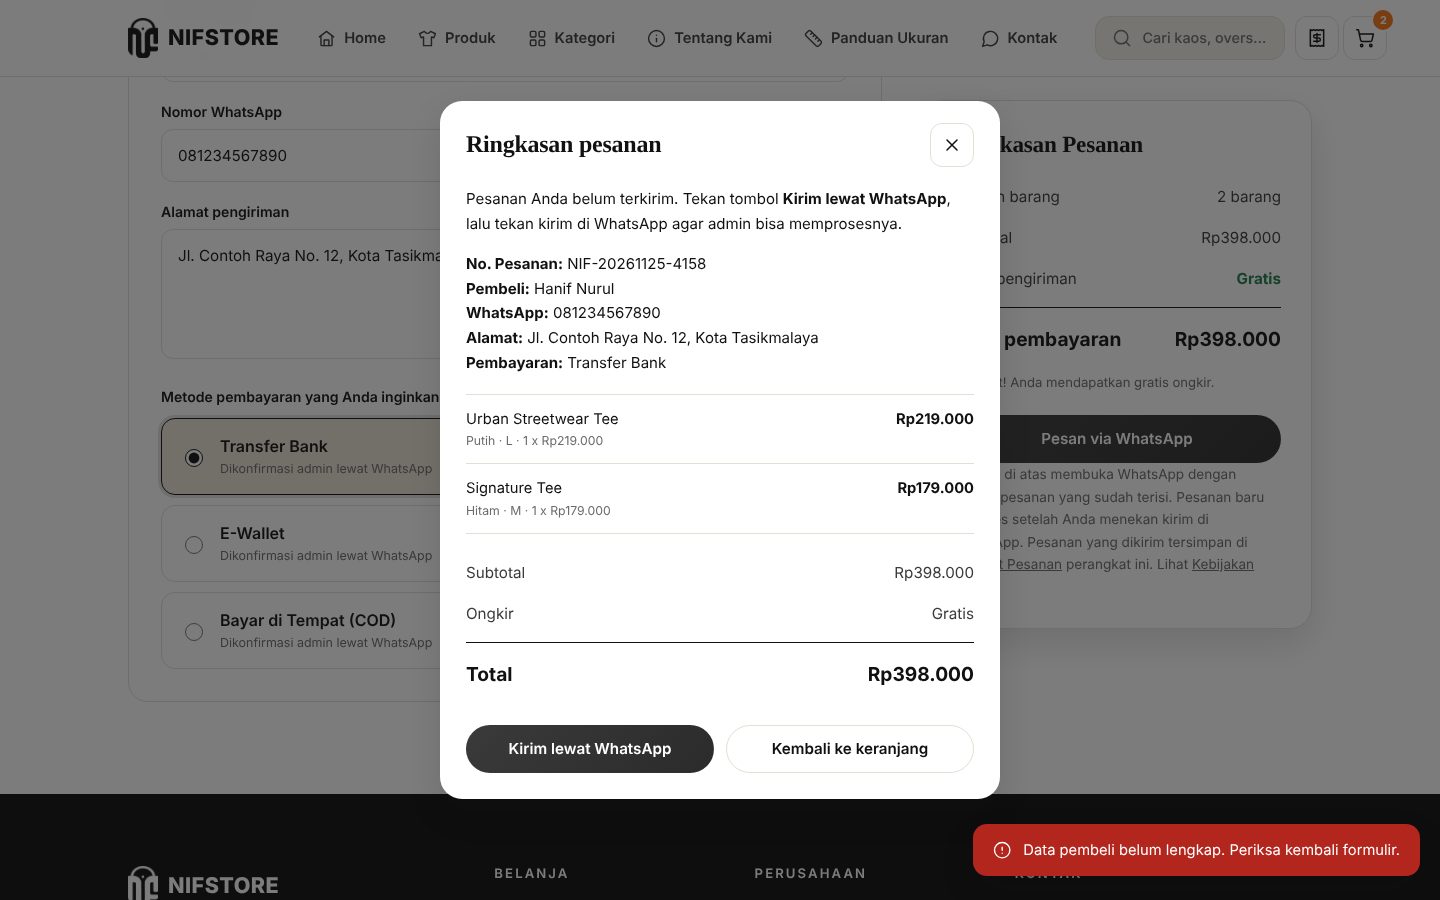 NIFSTORE
Home
Produk
Kategori
Tentang Kami
Panduan Ukuran
Kontak
Cari kaos, overs...
2
Nomor WhatsApp
081234567890
Alamat pengiriman
Jl. Contoh Raya No. 12, Kota Tasikma
Metode pembayaran yang Anda inginkan
Transfer Bank
Dikonfirmasi admin lewat WhatsApp
E-Wallet
Dikonfirmasi admin lewat WhatsApp
Bayar di Tempat (COD)
Dikonfirmasi admin lewat WhatsApp
Ringkasan pesanan
Pesanan Anda belum terkirim. Tekan tombol Kirim lewat WhatsApp,
lalu tekan kirim di WhatsApp agar admin bisa memprosesnya.
No. Pesanan: NIF-20261125-4158
Pembeli: Hanif Nurul
WhatsApp: 081234567890
Alamat: Jl. Contoh Raya No. 12, Kota Tasikmalaya
Pembayaran: Transfer Bank
Urban Streetwear Tee Rp219.000
Putih · L · 1 x Rp219.000
Signature Tee Rp179.000
Hitam · M · 1 x Rp179.000
Subtotal Rp398.000
Ongkir Gratis
Total Rp398.000
Kirim lewat WhatsApp
Kembali ke keranjang
kasan Pesanan
barang 2 barang
al Rp398.000
pengiriman Gratis
pembayaran Rp398.000
t! Anda mendapatkan gratis ongkir.
Pesan via WhatsApp
di atas membuka WhatsApp dengan
pesanan yang sudah terisi. Pesanan baru
s setelah Anda menekan kirim di
App. Pesanan yang dikirim tersimpan di
t Pesanan perangkat ini. Lihat Kebijakan
NIFSTORE
BELANJA
PERUSAHAAN
Data pembeli belum lengkap. Periksa kembali formulir.